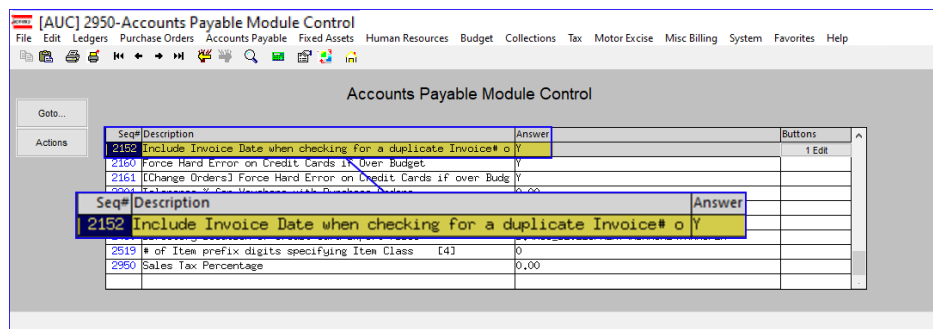 [AUC] 2950-Accounts Payable Module Control
File Edit Ledgers Purchase Orders Accounts Payable Fixed Assets Human Resources Budget Collections Tax Motor Excise Misc Billing System Favorites Help
Accounts Payable Module Control
Goto...
Actions
Seq# Description Answer Buttons
2152 Include Invoice Date when checking for a duplicate Invoice# o Y 1 Edit
2160 Force Hard Error on Credit Cards if Over Budget Y
2161 [Change Orders] Force Hard Error on Credit Cards if over Budg Y
Seq# Description Answer
2152 Include Invoice Date when checking for a duplicate Invoice# o Y
2519 # of Item prefix digits specifying Item Class [4] 0
2950 Sales Tax Percentage 0.00